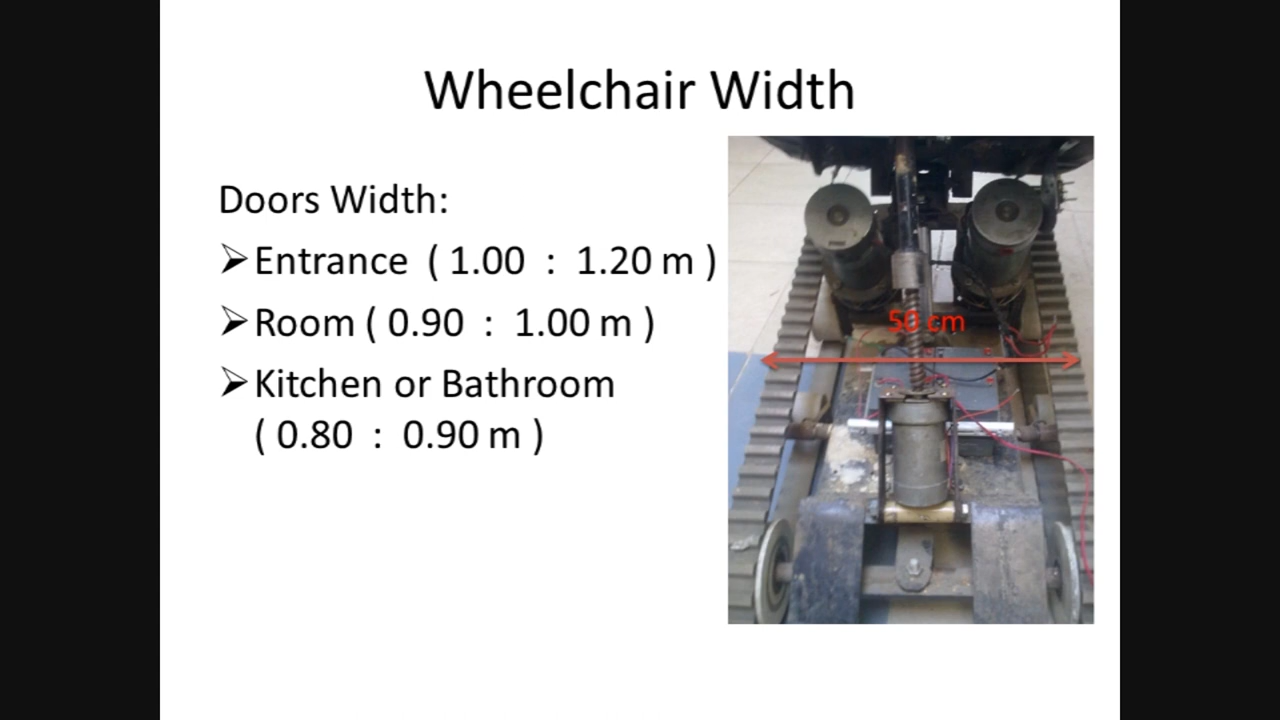 Wheelchair Width
Doors Width:
➢Entrance ( 1.00 : 1.20 m )
➢Room ( 0.90 : 1.00 m )
➢Kitchen or Bathroom
( 0.80 : 0.90 m )
50 cm